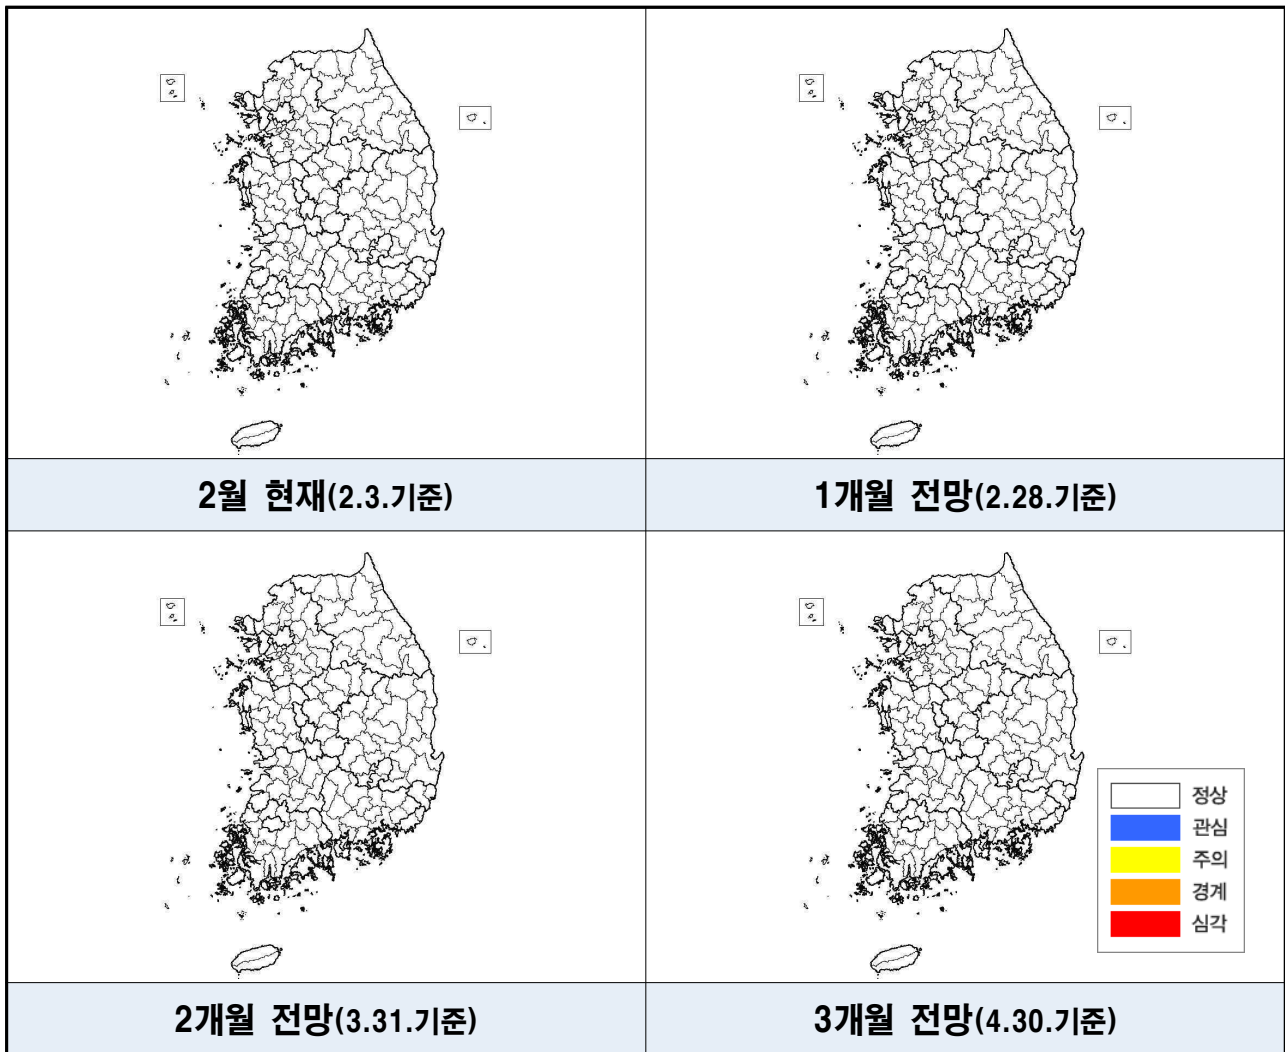 2월 현재(2.3.기준)
1개월 전망(2.28.기준)
정상
관심
주의
경계
심각
2개월 전망(3.31.기준)
3개월 전망(4.30.기준)